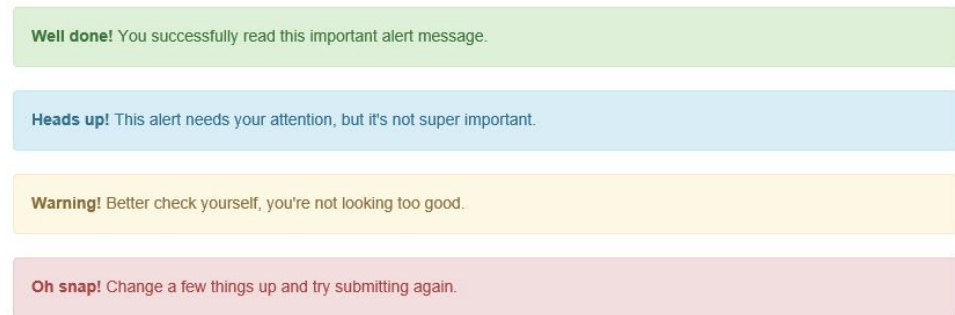 Well done! You successfully read this important alert message.
Heads up! This alert needs your attention, but it's not super important.
Warning! Better check yourself, you're not looking too good.
Oh snap! Change a few things up and try submitting again.